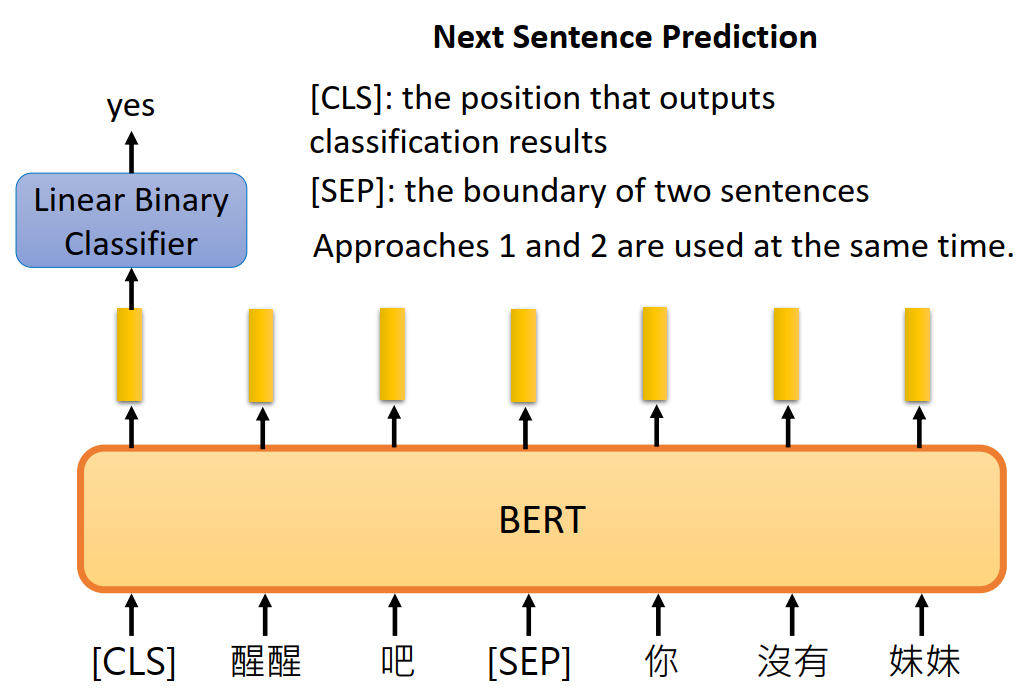 Next Sentence Prediction
yes
[CLS]: the position that outputs
classification results
[SEP]: the boundary of two sentences
Approaches 1 and 2 are used at the same time.
Linear Binary
Classifier
BERT
[CLS] 醒醒 吧 [SEP] 你 沒有 妹妹